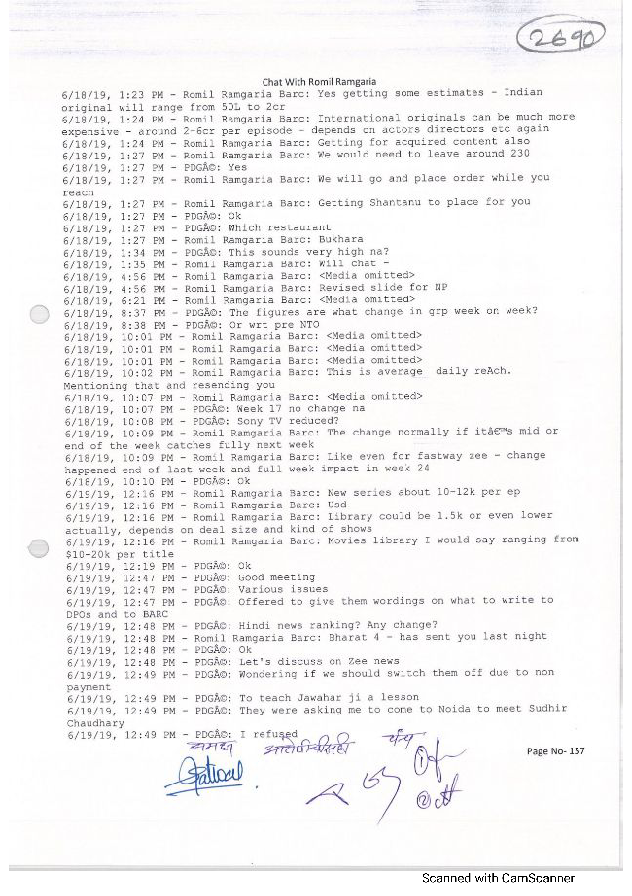 2690
Chat With Romil Ramgaria
6/18/19, 1:23 PM - Romil Ramgaria Barc: Yes getting some estimates - Indian
original will range from 50L to 2cr
6/18/19, 1:24 PM - Romil Ramgaria Barc: International originals can be much more
expensive - around 2-6cr per episode - depends on actors directors etc again
6/18/19, 1:24 PM - Romil Ramgaria Barc: Getting for acquired content also
6/18/19, 1:27 PM - Romil Ramgaria Barc: We would need to leave around 230
6/18/19, 1:27 PM - PDGÂ©: Yes
6/18/19, 1:27 PM - Romil Ramgaria Barc: We will go and place order while you
reach
6/18/19, 1:27 PM - Romil Ramgaria Barc: Getting Shantanu to place for you
6/18/19, 1:27 PM - PDGÂ©: Ok
6/18/19, 1:27 PM - PDGÂ©: Which restaurant
6/18/19, 1:27 PM - Romil Ramgaria Barc: Bukhara
6/18/19, 1:34 PM - PDGÂ©: This sounds very high na?
6/18/19, 1:35 PM - Romil Ramgaria Barc: Will chat -
6/18/19, 4:56 PM - Romil Ramgaria Barc: <Media omitted>
6/18/19, 4:56 PM - Romil Ramgaria Barc: Revised slide for NP
6/18/19, 6:21 PM - Romil Ramgaria Barc: <Media omitted>
6/18/19, 8:37 PM - PDGÂ©: The figures are what change in grp week on week?
6/18/19, 8:38 PM - PDGÂ©: Or wrt pre NTO
6/18/19, 10:01 PM - Romil Ramgaria Barc: <Media omitted>
6/18/19, 10:01 PM - Romil Ramgaria Barc: <Media omitted>
6/18/19, 10:01 PM - Romil Ramgaria Barc: <Media omitted>
6/18/19, 10:02 PM - Romil Ramgaria Barc: This is average daily reAch.
Mentioning that and resending you
6/18/19, 10:07 PM - Romil Ramgaria Barc: <Media omitted>
6/18/19, 10:07 PM - PDGÂ©: Week 17 no change na
6/18/19, 10:08 PM - PDGÂ©: Sony TV reduced?
6/18/19, 10:09 PM - Romil Ramgaria Barc: The change normally if itâ€™s mid or
end of the week catches fully next week
6/18/19, 10:09 PM - Romil Ramgaria Barc: Like even for fastway zee - change
happened end of last week and full week impact in week 24
6/18/19, 10:10 PM - PDGÂ©: Ok
6/19/19, 12:16 PM - Romil Ramgaria Barc: New series about 10-12k per ep
6/19/19, 12:16 PM - Romil Ramgaria Barc: Usd
6/19/19, 12:16 PM - Romil Ramgaria Barc: Library could be 1.5k or even lower
actually, depends on deal size and kind of shows
6/19/19, 12:16 PM - Romil Ramgaria Barc: Movies library I would say ranging from
$10-20k per title
6/19/19, 12:19 PM - PDGÂ©: Ok
6/19/19, 12:47 PM - PDGÂ©: Good meeting
6/19/19, 12:47 PM - PDGÂ©: Various issues
6/19/19, 12:47 PM - PDGÂ©: Offered to give them wordings on what to write to
DPOs and to BARC
6/19/19, 12:48 PM - PDGÂ©: Hindi news ranking? Any change?
6/19/19, 12:48 PM - Romil Ramgaria Barc: Bharat 4 - has sent you last night
6/19/19, 12:48 PM - PDGÂ©: Ok
6/19/19, 12:48 PM - PDGÂ©: Let's discuss on Zee news
6/19/19, 12:49 PM - PDGÂ©: Wondering if we should switch them off due to non
payment
6/19/19, 12:49 PM - PDGÂ©: To teach Jawahar ji a lesson
6/19/19, 12:49 PM - PDGÂ©: They were asking me to come to Noida to meet Sudhir
Chaudhary
6/19/19, 12:49 PM - PDGÂ©: I refused
समक्ष
पंच
Page No- 157
Scanned with CamScanner